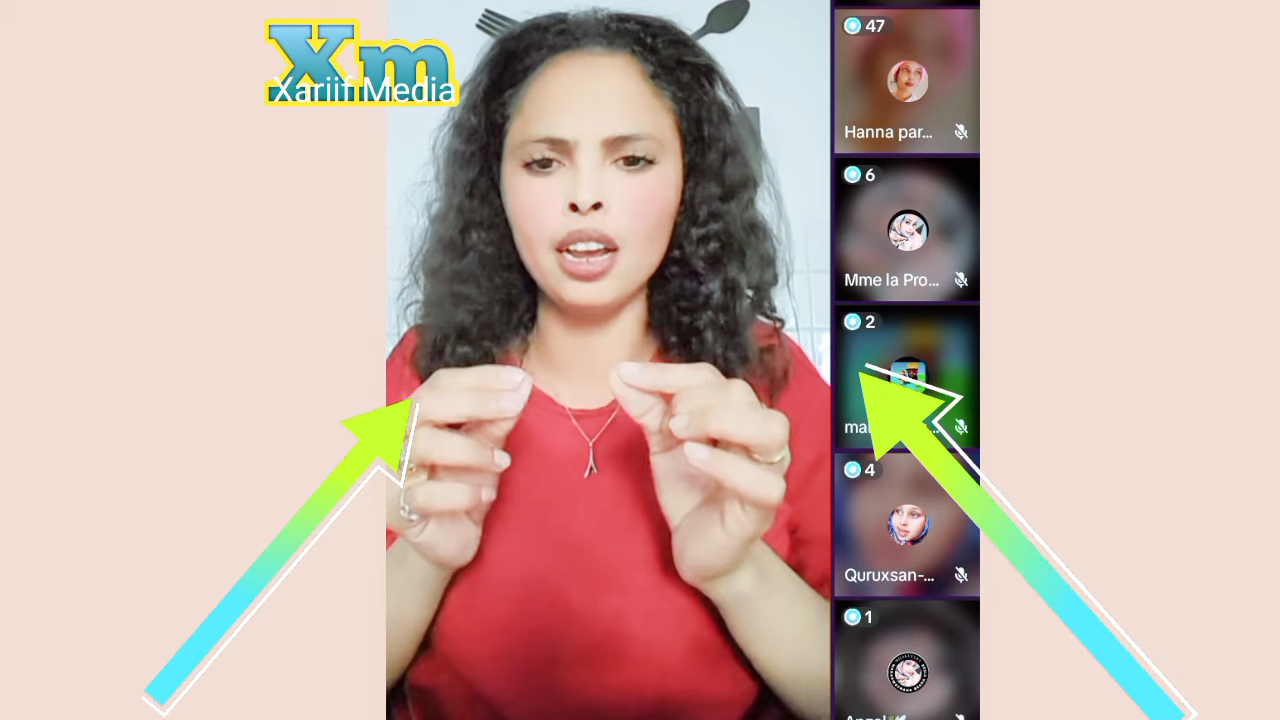 Xm
Xariif Media
47
Hanna par...
6
Mme la Pro...
2
4
Quruxsan-...
1